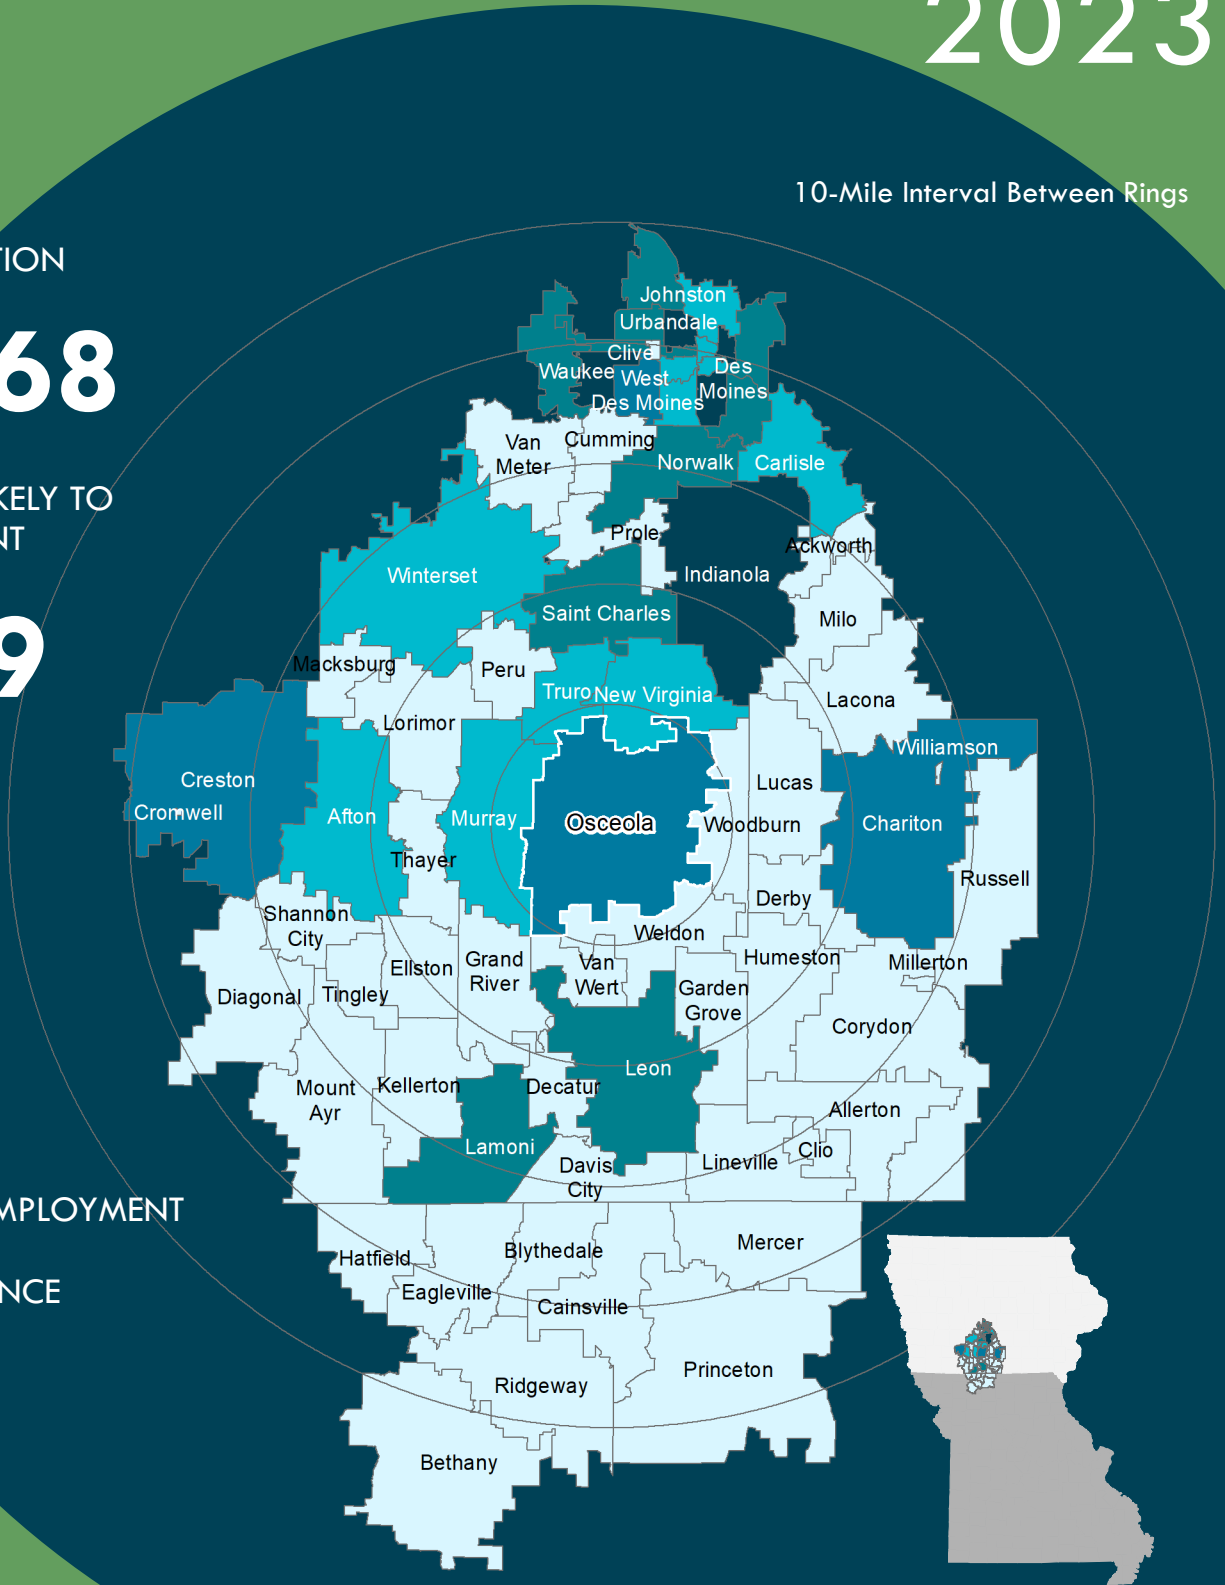 2023
10-Mile Interval Between Rings
TION
68
KELY TO
NT
9
MPLOYMENT
NCE
Johnston
Urbandale
Clive
Waukee
West
Des Moines
Des
Moines
Van
Meter
Cumming
Norwalk
Carlisle
Prole
Ackworth
Winterset
Indianola
Saint Charles
Milo
Macksburg
Peru
Truro
New Virginia
Lacona
Lorimor
Williamson
Creston
Cromwell
Afton
Murray
Osceola
Lucas
Woodburn
Chariton
Thayer
Russell
Derby
Shannon
City
Weldon
Grand
River
Ellston
Van
Wert
Humeston
Millerton
Diagonal
Tingley
Garden
Grove
Corydon
Leon
Mount
Ayr
Kellerton
Decatur
Allerton
Lamoni
Davis
City
Lineville
Clio
Hatfield
Blythedale
Mercer
Eagleville
Cainsville
Ridgeway
Princeton
Bethany